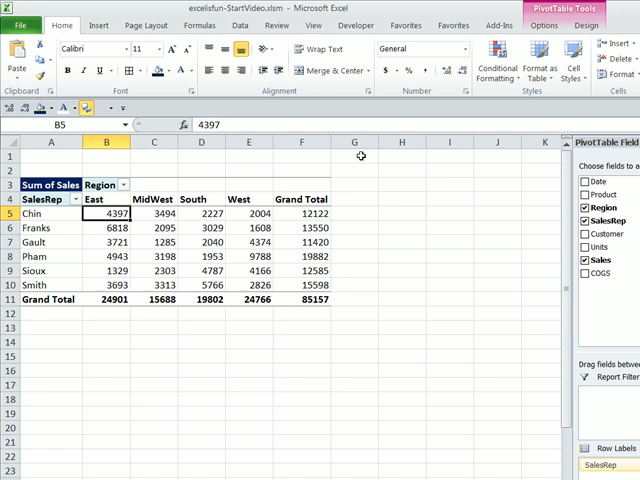 excelisfun-StartVideo.xlsm - Microsoft Excel
PivotTable Tools
File Home Insert Page Layout Formulas Data Review View Developer Favorites Favorites Add-Ins Options Design
Calibri 11 A A Wrap Text General Insert
Paste B I U A Merge & Center $ % , Conditional Formatting Format as Table Cell Styles Delete Format
Clipboard Font Alignment Number Styles Cells
B5 fx 4397
A B C D E F G H I J K
PivotTable Field
1
2
3 Sum of Sales Region
4 SalesRep East MidWest South West Grand Total
5 Chin 4397 3494 2227 2004 12122
6 Franks 6818 2095 3029 1608 13550
7 Gault 3721 1285 2040 4374 11420
8 Pham 4943 3198 1953 9788 19882
9 Sioux 1329 2303 4787 4166 12585
10 Smith 3693 3313 5766 2826 15598
11 Grand Total 24901 15688 19802 24766 85157
12
13
14
15
16
17
18
19
20
21
22
23
Choose fields to a
Date
Product
Region
SalesRep
Customer
Units
Sales
COGS
Drag fields betwee
Report Filter
Row Labels
SalesRep